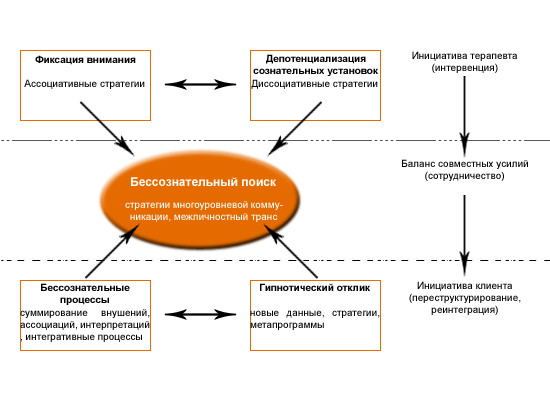 Фиксация внимания
Ассоциативные стратегии
Депотенциализация
сознательных установок
Диссоциативные стратегии
Инициатива терапевта
(интервенция)
Бессознательный поиск
стратегии многоуровневой комму-
никации, межличностный транс
Баланс совместных усилий
(сотрудничество)
Бессознательные
процессы
суммирование внушений,
ассоциаций, интерпретаций
, интегративные процессы
Гипнотический отклик
новые данные, стратегии,
метапрограммы
Инициатива клиента
(переструктурирование,
реинтеграция)